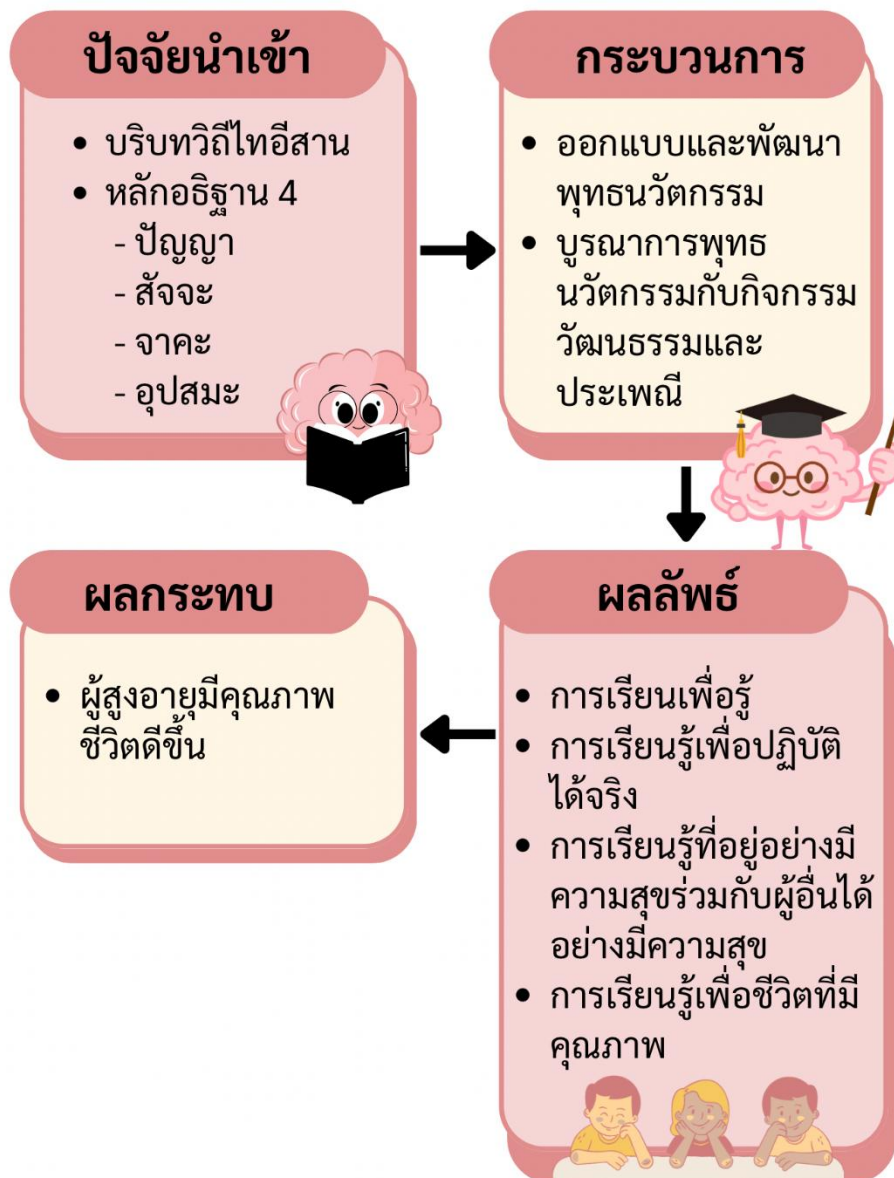 ปัจจัยนำเข้า
• บริบทวิถีไทอีสาน
• หลักอธิฐาน 4
- ปัญญา
- สัจจะ
- จาคะ
- อุปสมะ
กระบวนการ
• ออกแบบและพัฒนา
พุทธนวัตกรรม
• บูรณาการพุทธ
นวัตกรรมกับกิจกรรม
วัฒนธรรมและ
ประเพณี
ผลลัพธ์
• การเรียนเพื่อรู้
• การเรียนรู้เพื่อปฏิบัติ
ได้จริง
• การเรียนรู้ที่อยู่อย่างมี
ความสุขร่วมกับผู้อื่นได้
อย่างมีความสุข
• การเรียนรู้เพื่อชีวิตที่มี
คุณภาพ
ผลกระทบ
• ผู้สูงอายุมีคุณภาพ
ชีวิตดีขึ้น